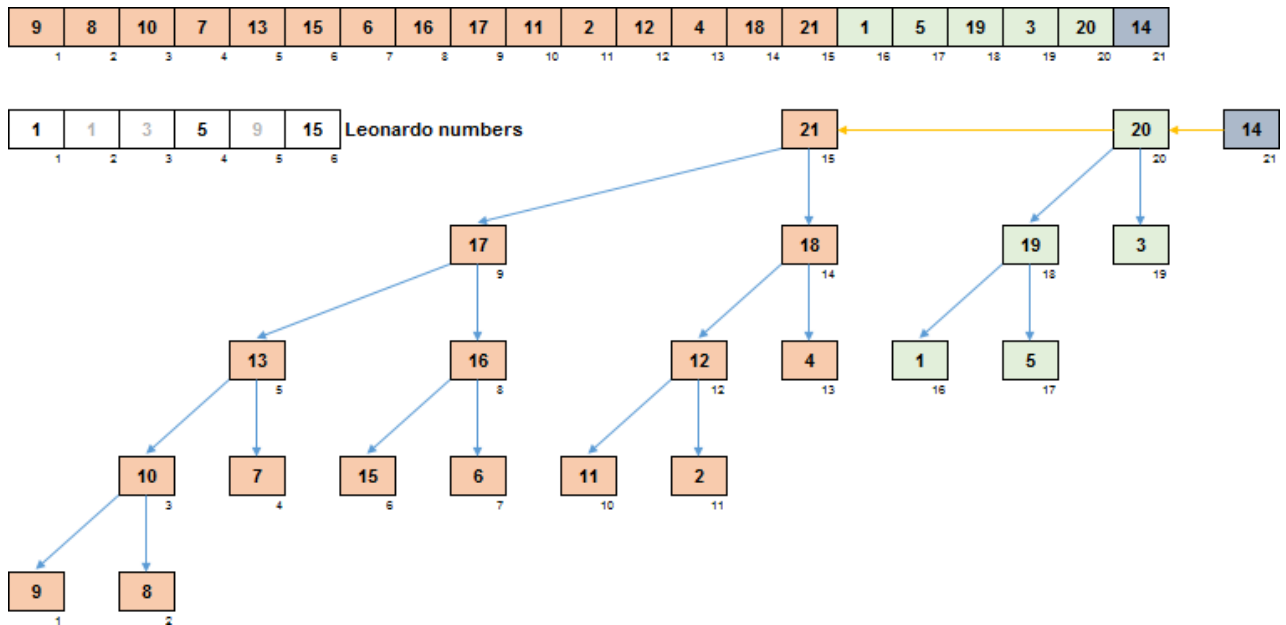 9 8 10 7 13 15 6 16 17 11 2 12 4 18 21 1 5 19 3 20 14
1 2 3 4 5 6 7 8 9 10 11 12 13 14 15 16 17 18 19 20 21
1 1 3 5 9 15 Leonardo numbers 21 20 14
1 2 3 4 5 6 15 20 21
17 18 19 3
9 14 18 19
13 16 12 4 1 5
5 8 12 13 16 17
10 7 15 6 11 2
3 4 6 7 10 11
9 8
1 2